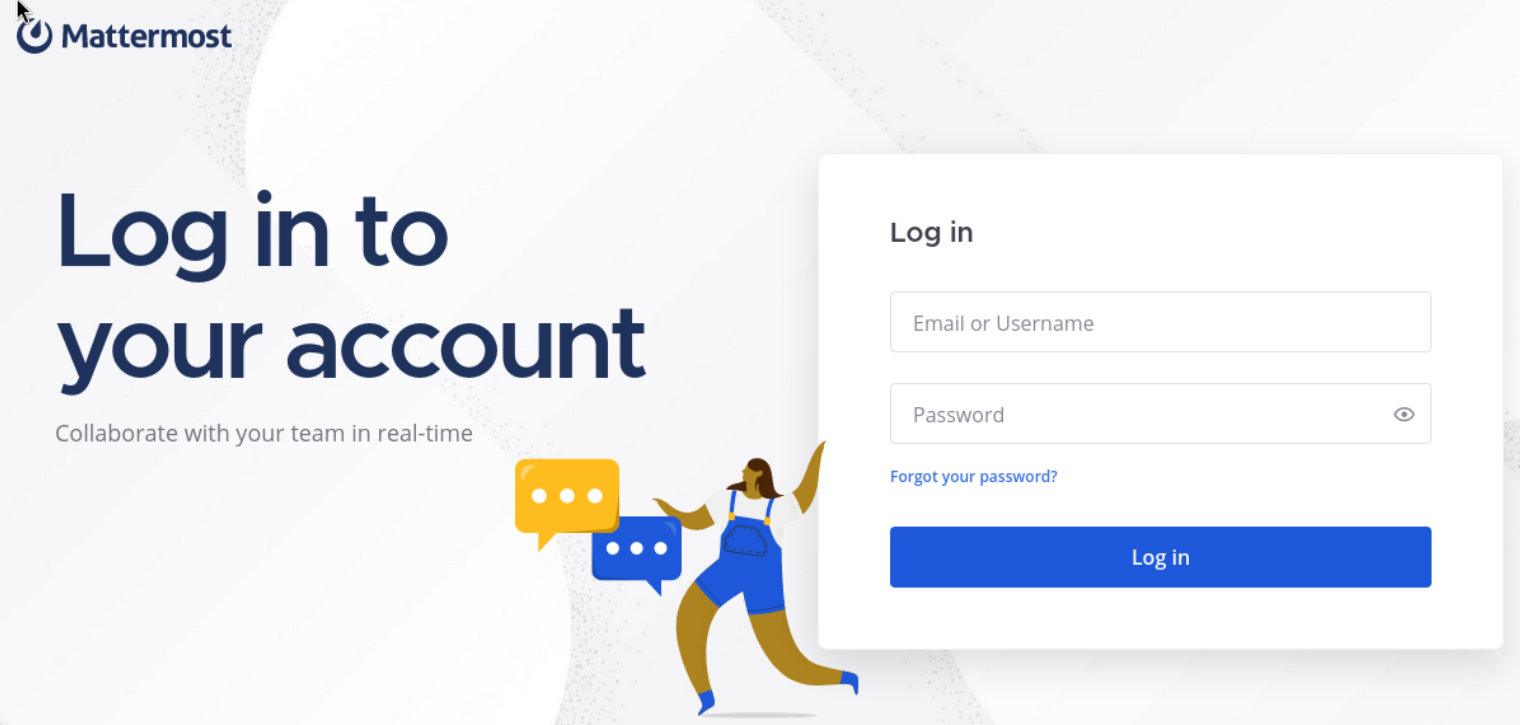 Mattermost
Log in to
your account
Collaborate with your team in real-time
Log in
Email or Username
Password
Forgot your password?
Log in